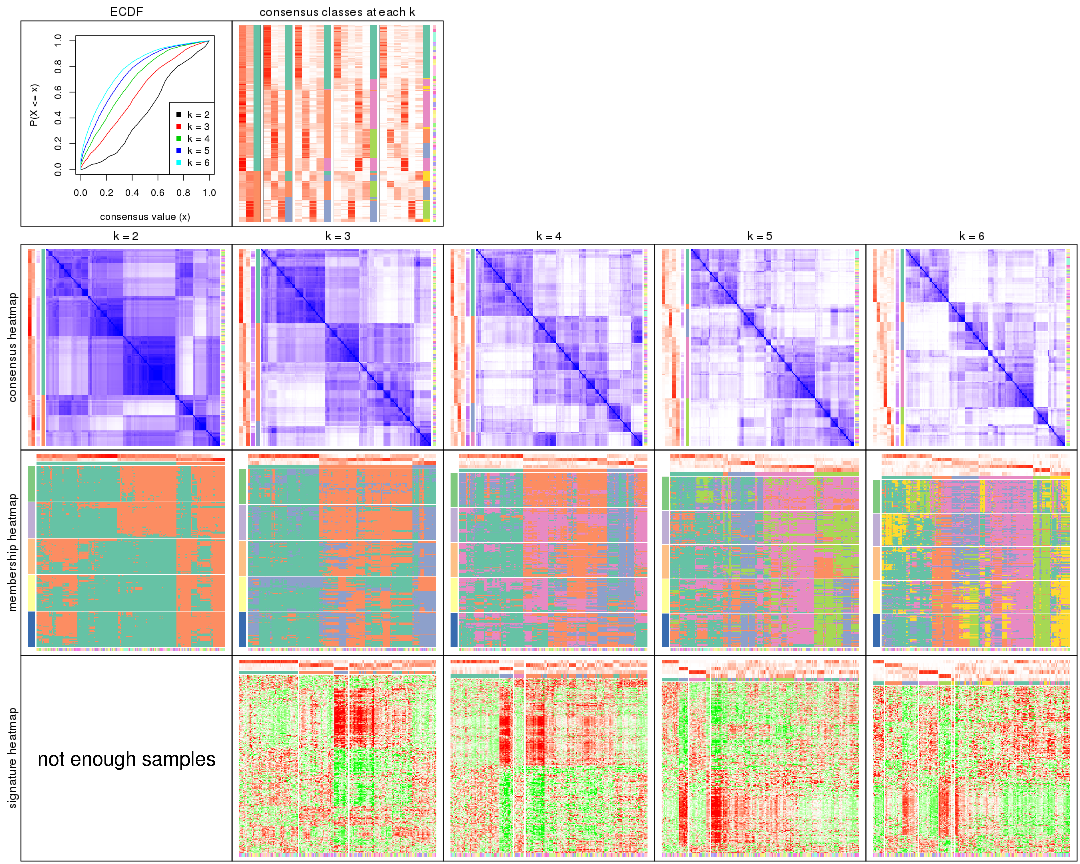 ECDF
consensus classes at each k
P(X <= x)
0.0 0.2 0.4 0.6 0.8 1.0
k = 2
k = 3
k = 4
k = 5
k = 6
0.0 0.2 0.4 0.6 0.8 1.0
consensus value (x)
k = 2
k = 3
k = 4
k = 5
k = 6
consensus heatmap
membership heatmap
signature heatmap
not enough samples